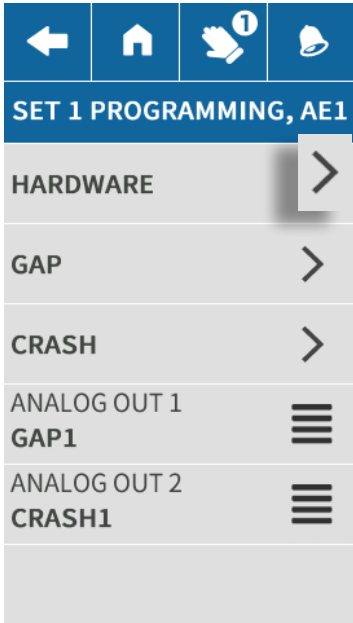 1
SET 1 PROGRAMMING, AE1
HARDWARE
GAP
CRASH
ANALOG OUT 1
GAP1
ANALOG OUT 2
CRASH1